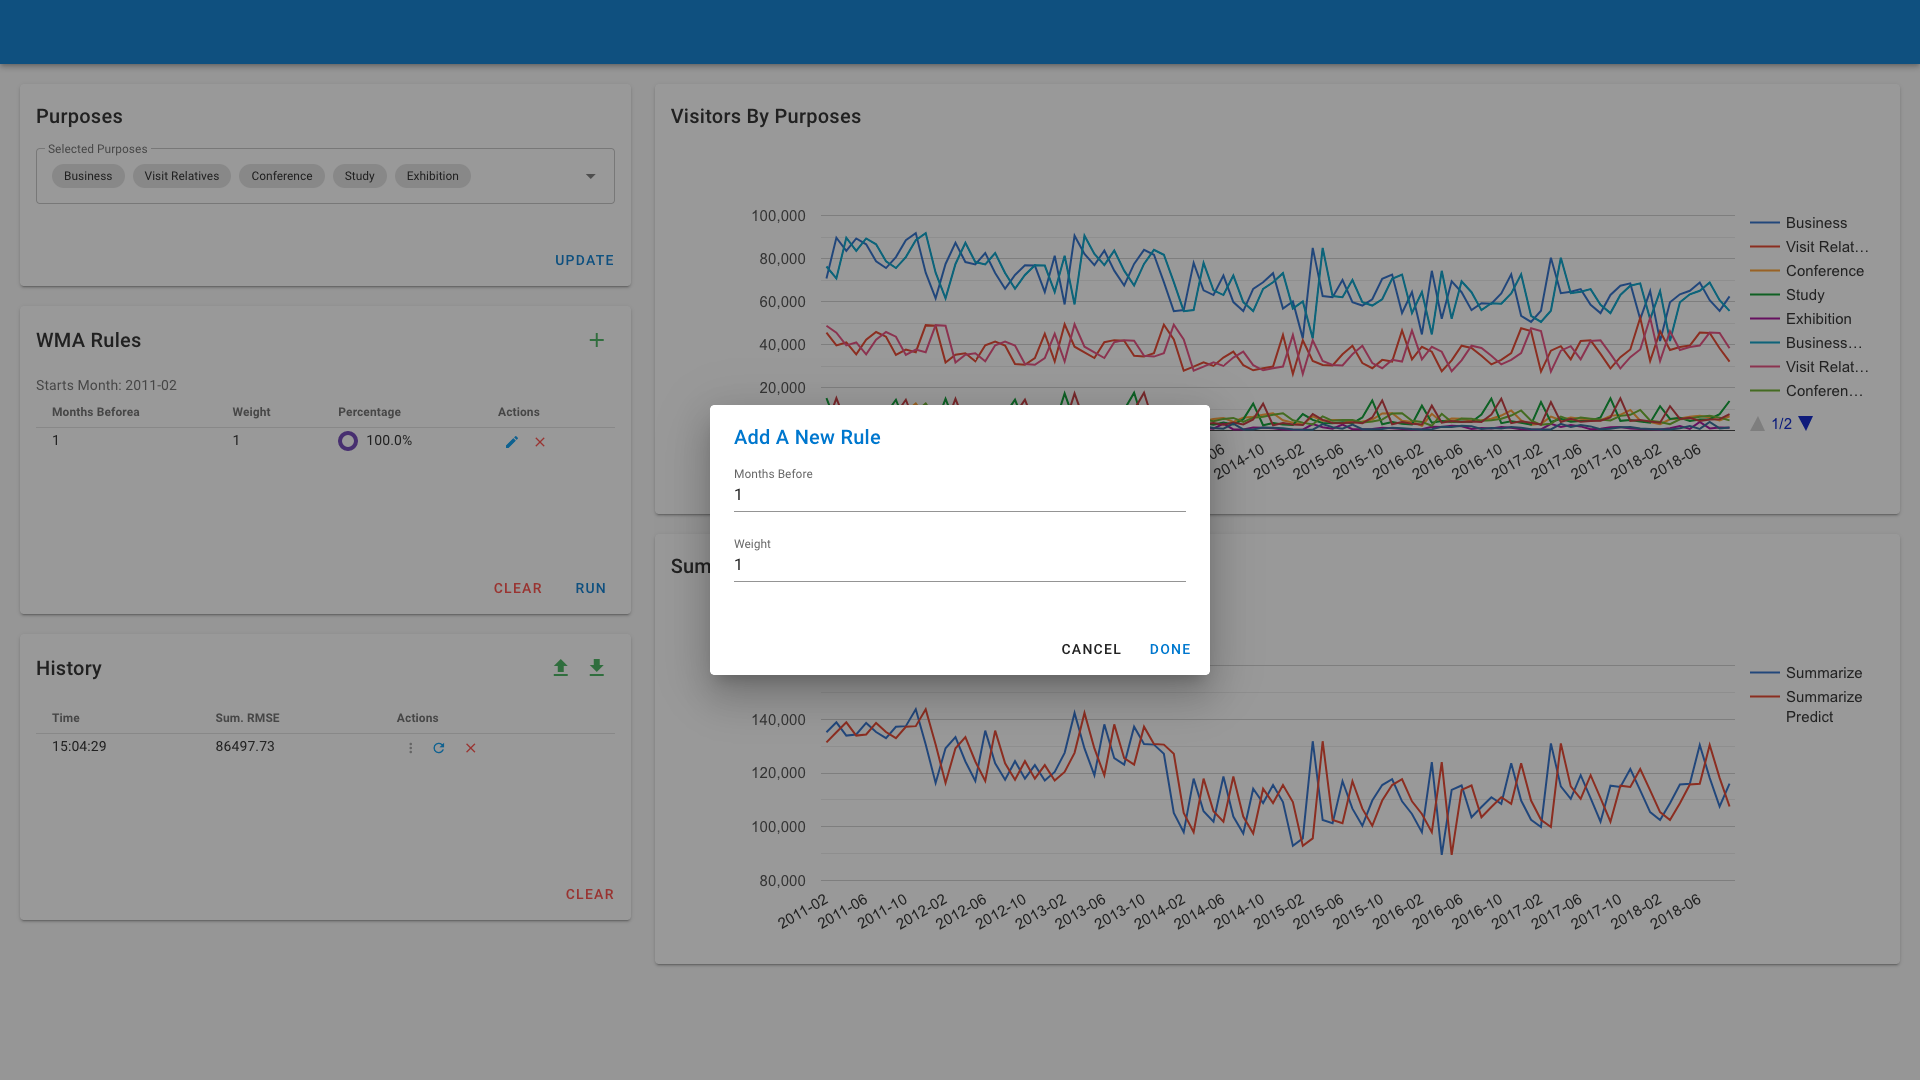 Purposes
Selected Purposes
Business Visit Relatives Conference Study Exhibition
UPDATE
WMA Rules
Starts Month: 2011-02
Months Beforea Weight Percentage Actions
1 1 100.0%
CLEAR RUN
History
Time Sum. RMSE Actions
15:04:29 86497.73
CLEAR
Visitors By Purposes
100,000
80,000
60,000
40,000
20,000
Business
Visit Relat...
Conference
Study
Exhibition
Business...
Visit Relat...
Conferen...
1/2
2014-10 2015-02 2015-06 2015-10 2016-02 2016-06 2016-10 2017-02 2017-06 2017-10 2018-02 2018-06
Add A New Rule
Months Before
1
Weight
1
CANCEL DONE
140,000
120,000
100,000
80,000
Summarize
Summarize
Predict
2011-02 2011-06 2011-10 2012-02 2012-06 2012-10 2013-02 2013-06 2013-10 2014-02 2014-06 2014-10 2015-02 2015-06 2015-10 2016-02 2016-06 2016-10 2017-02 2017-06 2017-10 2018-02 2018-06